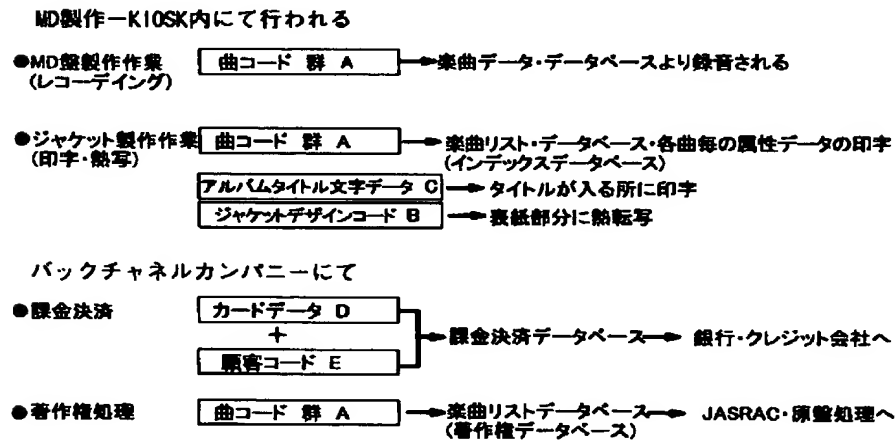 MD製作ーKIOSK内にて行われる
●MD盤製作作業 曲コード 群 A 楽曲データ・データベースより録音される
(レコーデイング)
●ジャケット製作作業 曲コード 群 A 楽曲リスト・データベース・各曲毎の属性データの印字
(印字・熱写) (インデックスデータベース)
アルバムタイトル文字データ C タイトルが入る所に印字
ジャケットデザインコード B 表紙部分に熱転写
バックチャネルカンパニーにて
●課金決済 カードデータ D
+ 課金決済データベース 銀行・クレジット会社へ
顧客コード E
●著作権処理 曲コード 群 A 楽曲リストデータベース JASRAC・原盤処理へ
(著作権データベース)